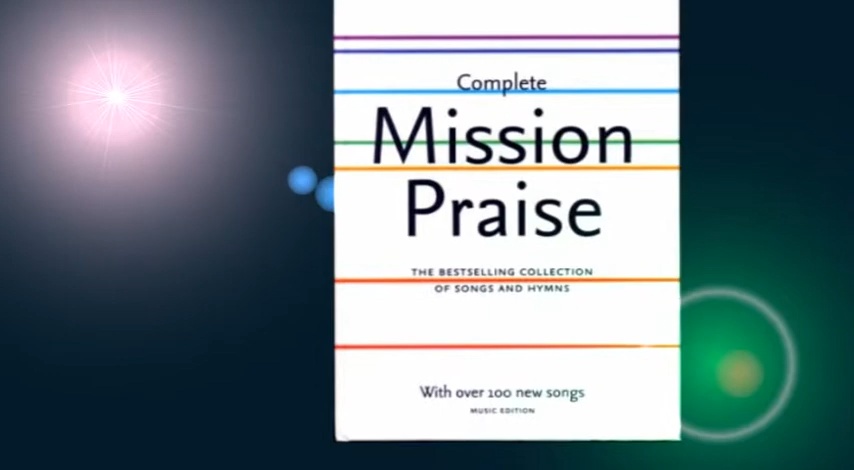 Complete
Mission
Praise
THE BESTSELLING COLLECTION
OF SONGS AND HYMNS
With over 100 new songs
MUSIC EDITION